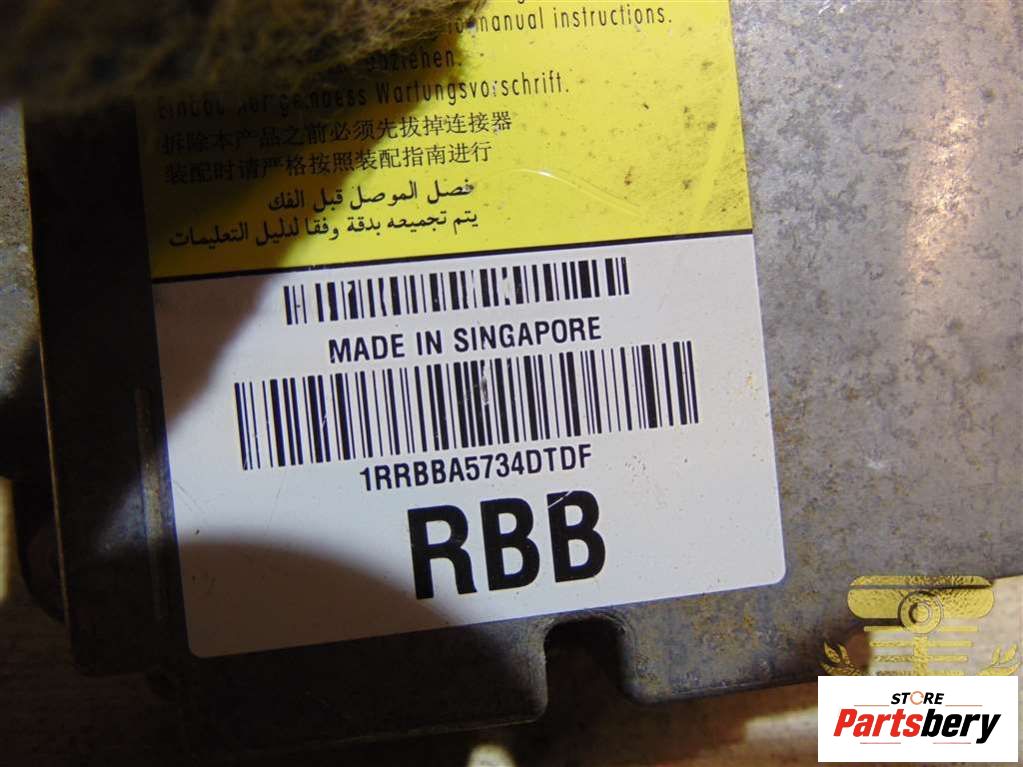 manual instructions.
abziehen.
Wartungsvorschrift.
拆除本产品之前必须先拔掉连接器
装配时请严格按照装配指南进行
فصل الموصل قبل الفك
يتم تجميعه بدقة وفقا لدليل التعليمات
MADE IN SINGAPORE
1RRBBA5734DTDF
RBB
STORE
Partsbery